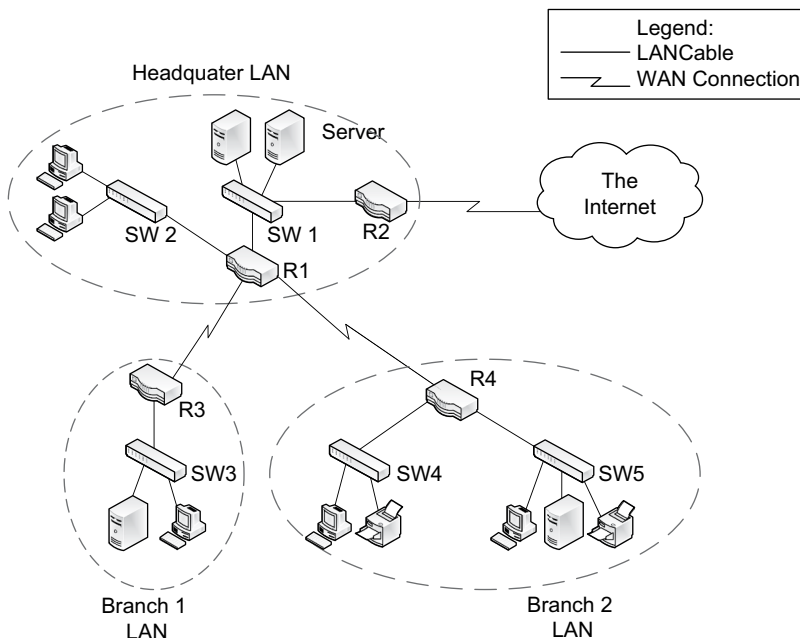 Legend:
LANCable
WAN Connection
Headquater LAN
Server
The
Internet
SW 2
SW 1
R2
R1
R3
R4
SW3
SW4
SW5
Branch 1
LAN
Branch 2
LAN